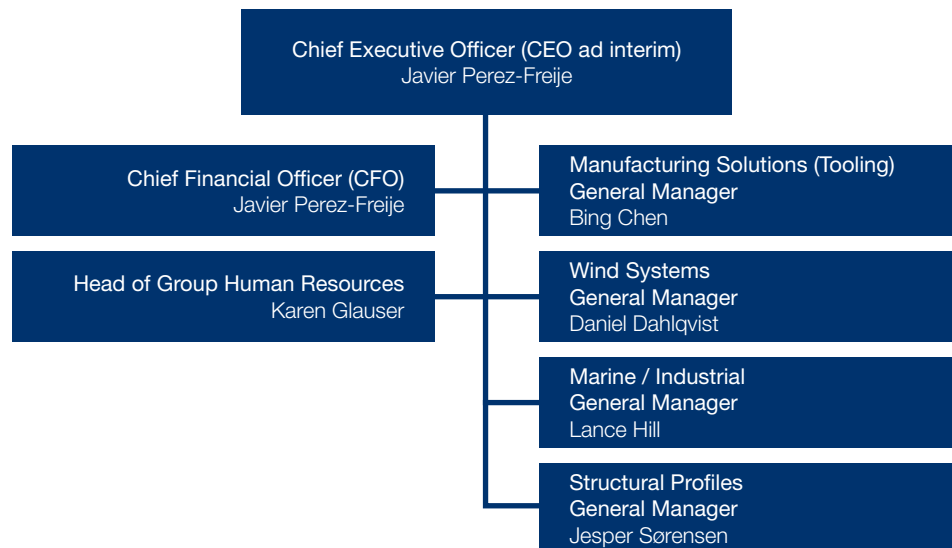 Chief Executive Officer (CEO ad interim)
Javier Perez-Freije
Chief Financial Officer (CFO)
Javier Perez-Freije
Manufacturing Solutions (Tooling)
General Manager
Bing Chen
Head of Group Human Resources
Karen Glauser
Wind Systems
General Manager
Daniel Dahlqvist
Marine / Industrial
General Manager
Lance Hill
Structural Profiles
General Manager
Jesper Sørensen